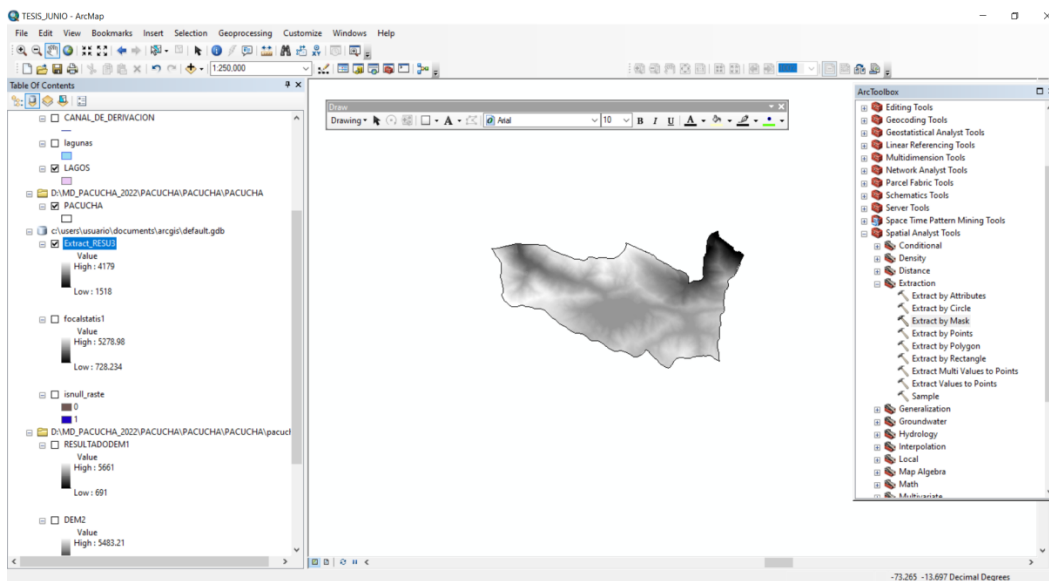 TESIS_JUNIO - ArcMap
File Edit View Bookmarks Insert Selection Geoprocessing Customize Windows Help
1:250.000
Table Of Contents
CANAL_DE_DERIVACION
lagunas
LAGOS
D:\MD_PACUCHA_2022\PACUCHA\PACUCHA\PACUCHA
PACUCHA
c:\users\usuario\documents\arcgis\default.gdb
Extract_RESU3
Value
High : 4179
Low : 1518
focalstatis1
Value
High : 5278.98
Low : 728.234
isnull_raste
0
1
D:\MD_PACUCHA_2022\PACUCHA\PACUCHA\PACUCHA\pacucl
RESULTADODEM1
Value
High : 5661
Low : 691
DEM2
Value
High : 5483.21
Draw
Drawing A Arial 10 B I U A
ArcToolbox
Editing Tools
Geocoding Tools
Geostatistical Analyst Tools
Linear Referencing Tools
Multidimension Tools
Network Analyst Tools
Parcel Fabric Tools
Schematics Tools
Server Tools
Space Time Pattern Mining Tools
Spatial Analyst Tools
Conditional
Density
Distance
Extraction
Extract by Attributes
Extract by Circle
Extract by Mask
Extract by Points
Extract by Polygon
Extract by Rectangle
Extract Multi Values to Points
Extract Values to Points
Sample
Generalization
Groundwater
Hydrology
Interpolation
Local
Map Algebra
Math
Multivariate
-73.265 -13.697 Decimal Degrees